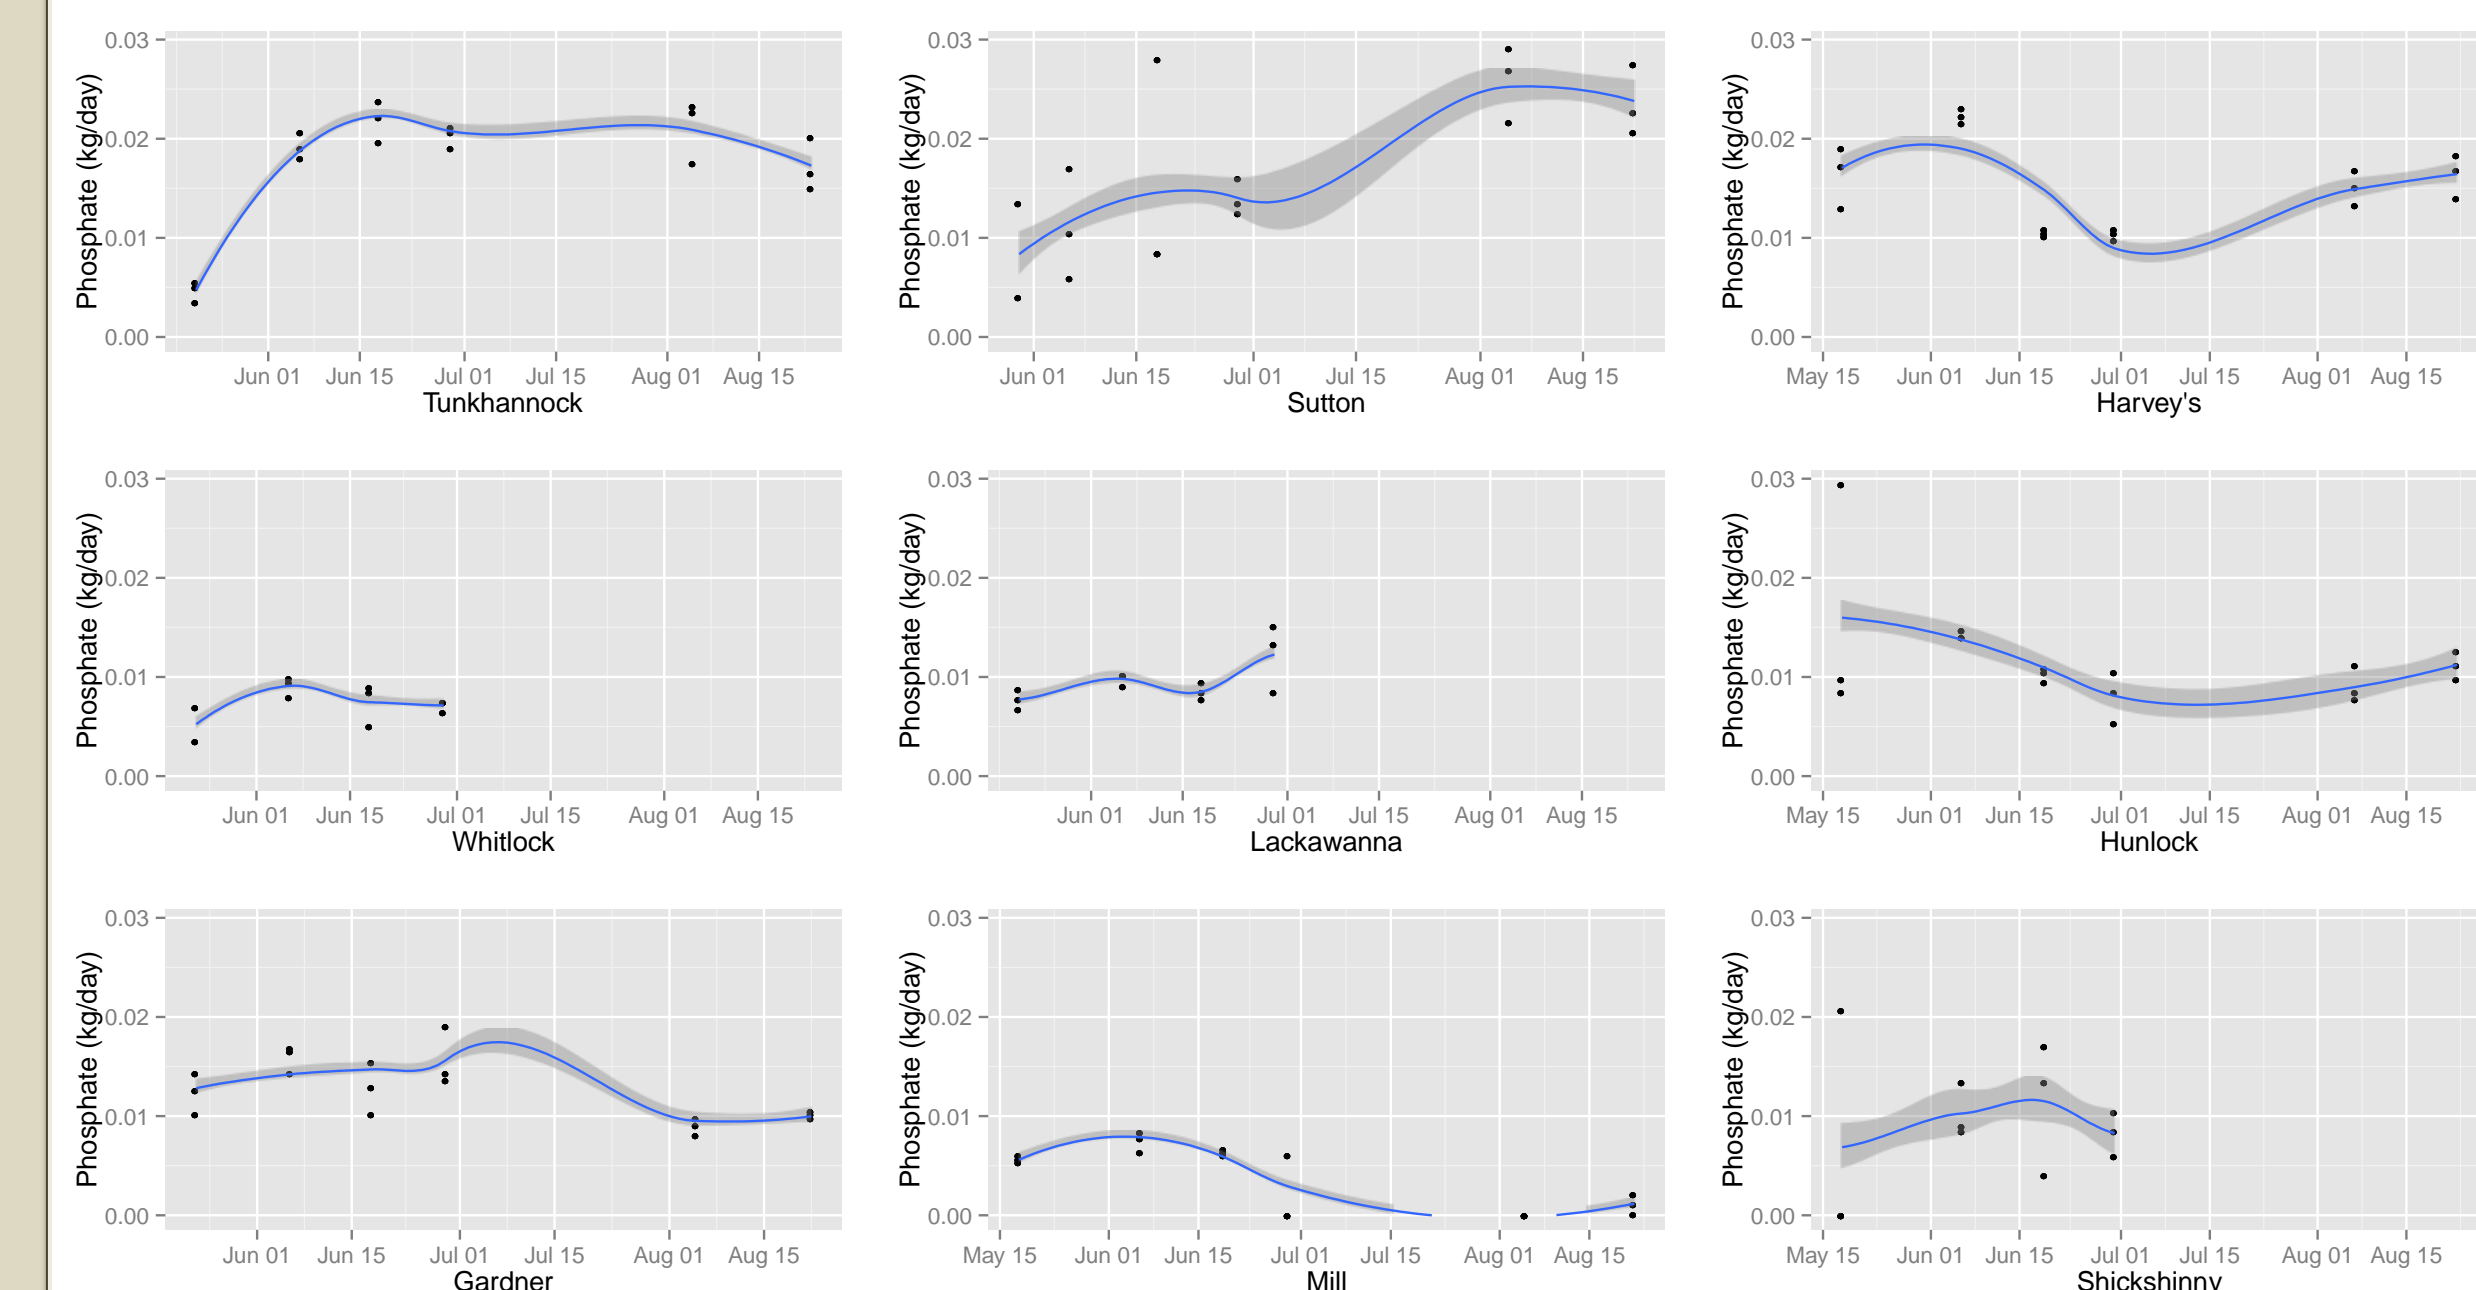 0.03 0.02 0.01 0.00
Phosphate (kg/day)
Jun 01 Jun 15 Jul 01 Jul 15 Aug 01 Aug 15
Tunkhannock
0.03 0.02 0.01 0.00
Phosphate (kg/day)
Jun 01 Jun 15 Jul 01 Jul 15 Aug 01 Aug 15
Sutton
0.03 0.02 0.01 0.00
Phosphate (kg/day)
May 15 Jun 01 Jun 15 Jul 01 Jul 15 Aug 01 Aug 15
Harvey's
0.03 0.02 0.01 0.00
Phosphate (kg/day)
Jun 01 Jun 15 Jul 01 Jul 15 Aug 01 Aug 15
Whitlock
0.03 0.02 0.01 0.00
Phosphate (kg/day)
Jun 01 Jun 15 Jul 01 Jul 15 Aug 01 Aug 15
Lackawanna
0.03 0.02 0.01 0.00
Phosphate (kg/day)
May 15 Jun 01 Jun 15 Jul 01 Jul 15 Aug 01 Aug 15
Hunlock
0.03 0.02 0.01 0.00
Phosphate (kg/day)
Jun 01 Jun 15 Jul 01 Jul 15 Aug 01 Aug 15
Gardner
0.03 0.02 0.01 0.00
Phosphate (kg/day)
May 15 Jun 01 Jun 15 Jul 01 Jul 15 Aug 01 Aug 15
Mill
0.03 0.02 0.01 0.00
Phosphate (kg/day)
May 15 Jun 01 Jun 15 Jul 01 Jul 15 Aug 01 Aug 15
Shickshinny